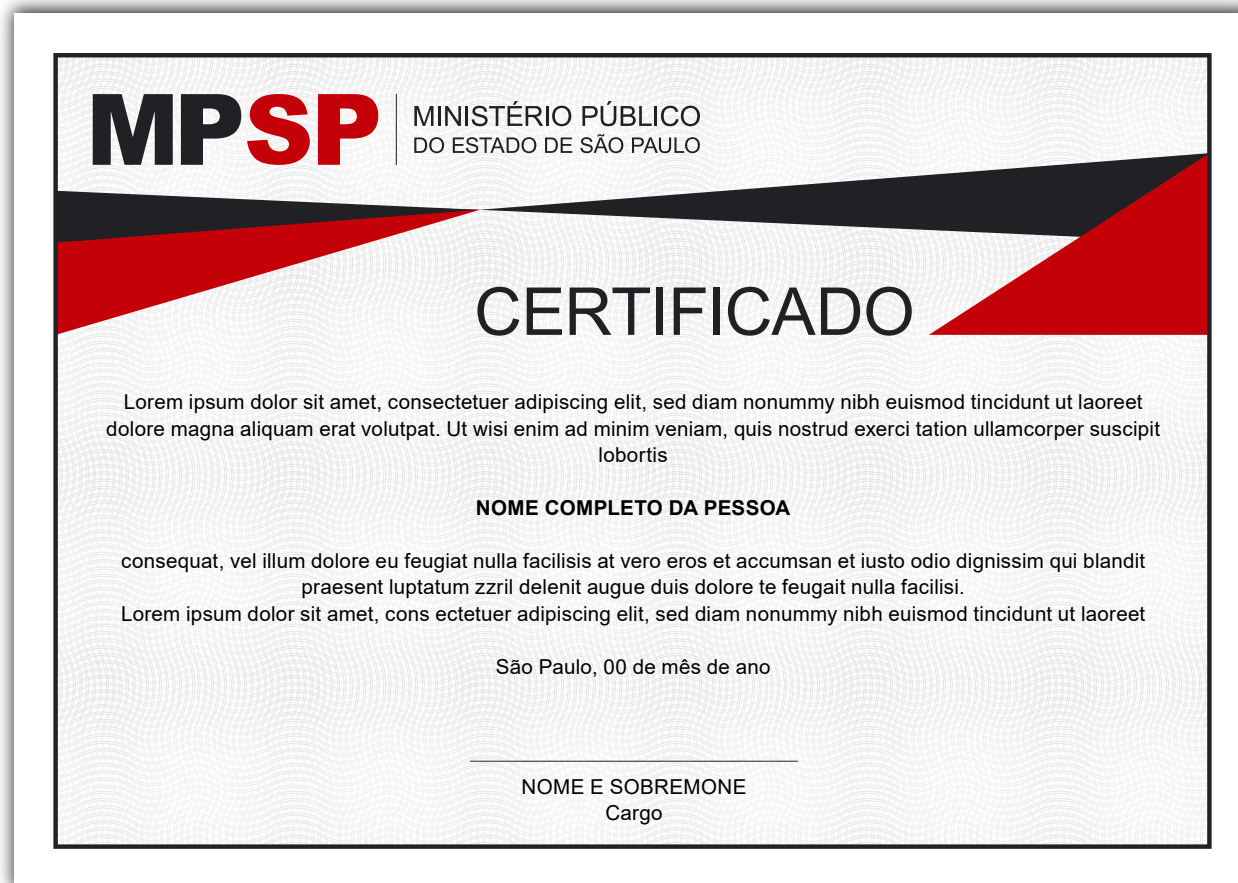 MPSP
MINISTÉRIO PÚBLICO
DO ESTADO DE SÃO PAULO
CERTIFICADO
Lorem ipsum dolor sit amet, consectetuer adipiscing elit, sed diam nonummy nibh euismod tincidunt ut laoreet
dolore magna aliquam erat volutpat. Ut wisi enim ad minim veniam, quis nostrud exerci tation ullamcorper suscipit
lobortis
NOME COMPLETO DA PESSOA
consequat, vel illum dolore eu feugiat nulla facilisis at vero eros et accumsan et iusto odio dignissim qui blandit
praesent luptatum zzril delenit augue duis dolore te feugait nulla facilisi.
Lorem ipsum dolor sit amet, cons ectetuer adipiscing elit, sed diam nonummy nibh euismod tincidunt ut laoreet
São Paulo, 00 de mês de ano
NOME E SOBREMONE
Cargo